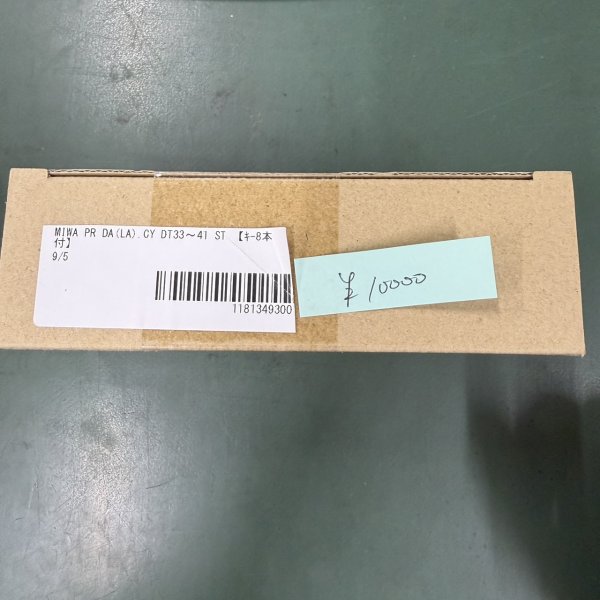 MIWA PR DA(LA).CY DT33～41 ST 【ｷｰ8本
付】
9/5
1181349300
¥ 10000